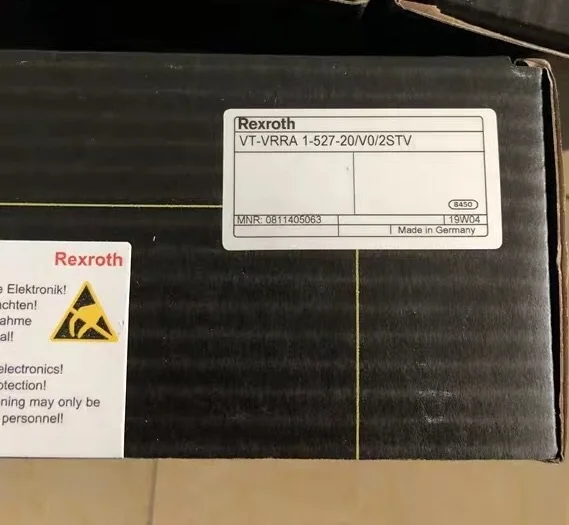 Rexroth
VT-VRRA 1-527-20/V0/2STV
8450
MNR: 0811405063
19W04
Made in Germany
Rexroth
e Elektronik!
chten!
ahme
al!
electronics!
otection!
ning may only be
personnel!